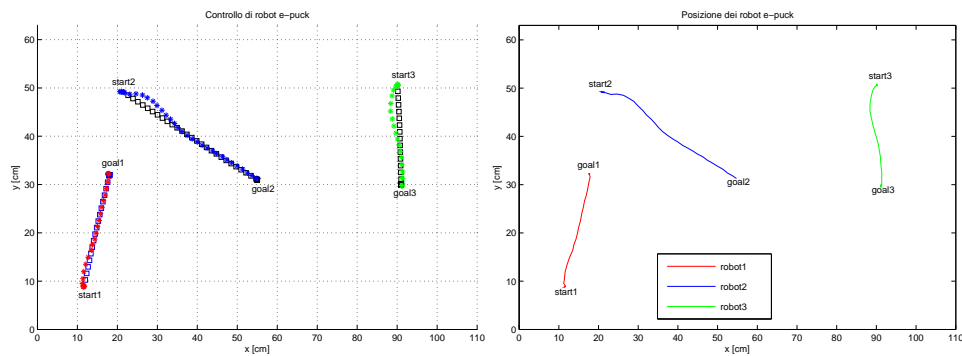 Controllo di robot e−puck
60
50
40
30
20
10
0
y [cm]
0 10 20 30 40 50 60 70 80 90 100 110
x [cm]
start2
start3
goal1
goal2
goal3
start1
Posizione dei robot e−puck
60
50
40
30
20
10
0
y [cm]
0 10 20 30 40 50 60 70 80 90 100 110
x [cm]
start2
start3
goal1
goal2
goal3
start1
robot1
robot2
robot3